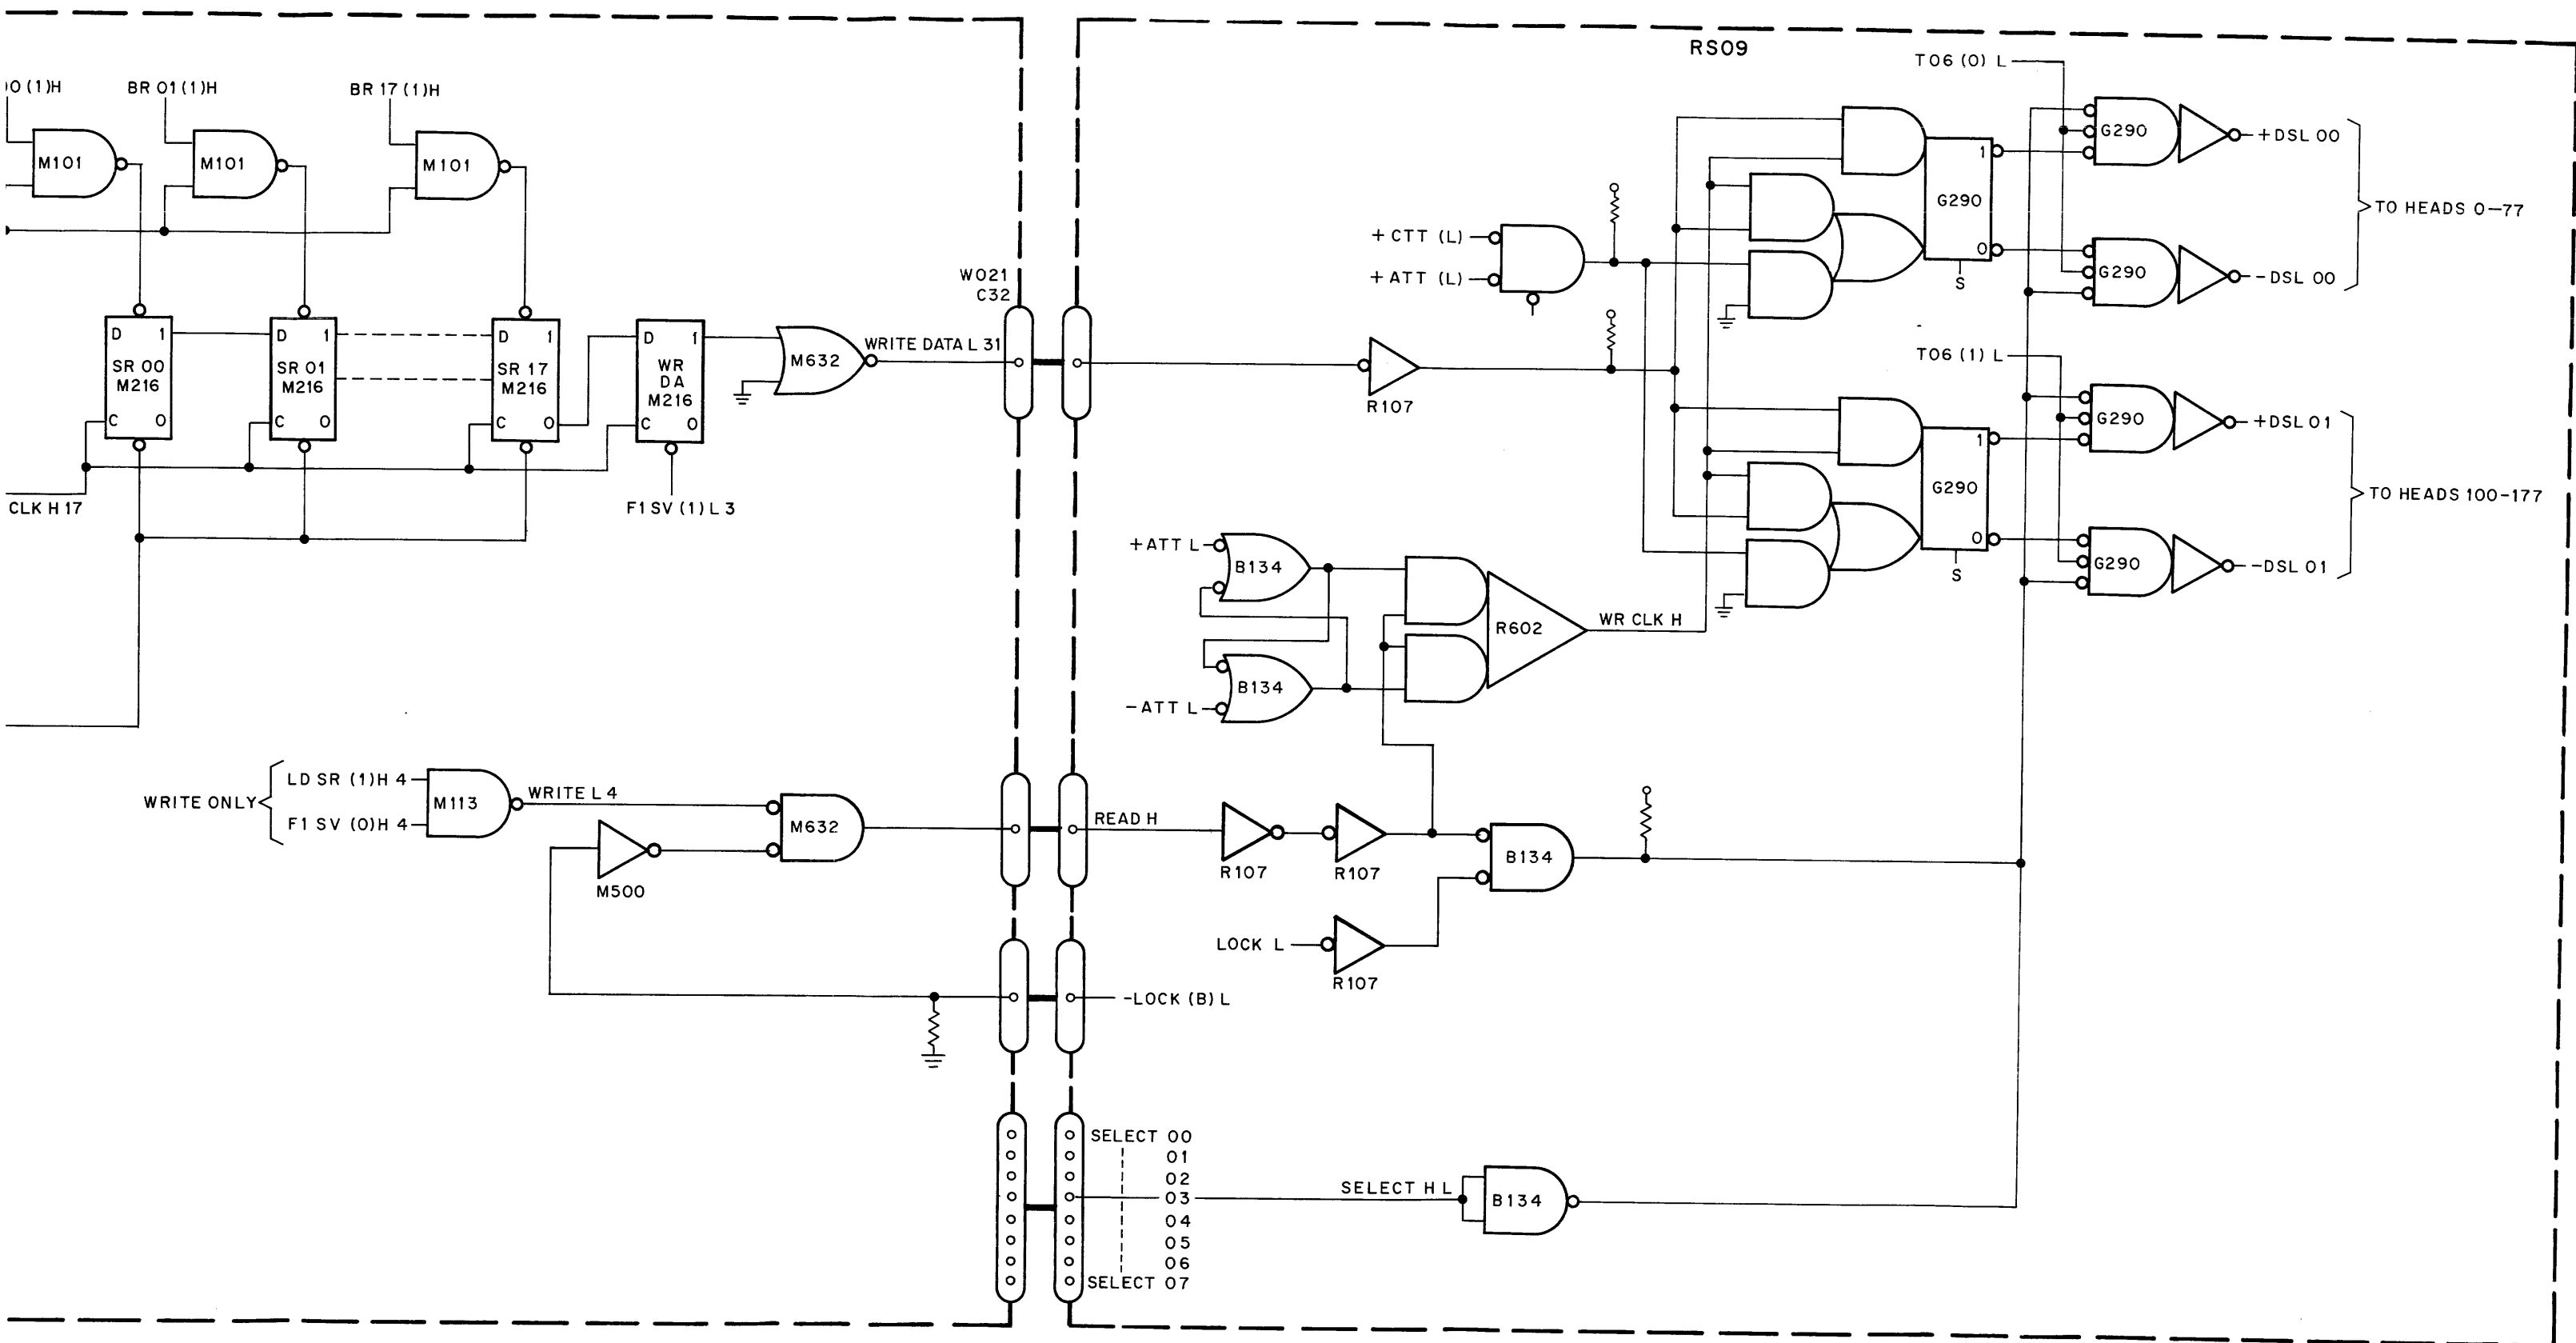 RS09
T06 (0) L
BR 01 (1)H
BR 17 (1)H
M101
M101
M101
G290
+DSL 00
G290
TO HEADS 0-77
+CTT (L)
+ATT (L)
G290
-DSL 00
S
1
0
W021
C32
D 1
SR 00
M216
C 0
D 1
SR 01
M216
C 0
D 1
SR 17
M216
C 0
D 1
WR
DA
M216
C 0
M632
WRITE DATA L 31
R107
T06 (1) L
G290
+DSL 01
1
G290
0
S
TO HEADS 100-177
G290
-DSL 01
CLK H 17
F1 SV (1) L 3
+ATT L
B134
R602
WR CLK H
B134
-ATT L
WRITE ONLY
LD SR (1)H 4
F1 SV (0)H 4
M113
WRITE L 4
M632
M500
READ H
R107
R107
B134
LOCK L
R107
-LOCK (B) L
SELECT 00
01
02
03
04
05
06
SELECT 07
SELECT H L
B134